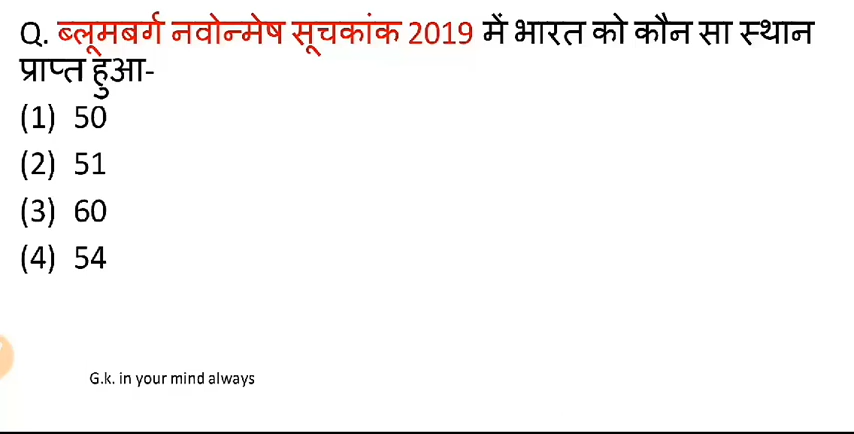 Q. ब्लूमबर्ग नवोन्मेष सूचकांक 2019 में भारत को कौन सा स्थान
प्राप्त हुआ-
(1) 50
(2) 51
(3) 60
(4) 54
G.k. in your mind always